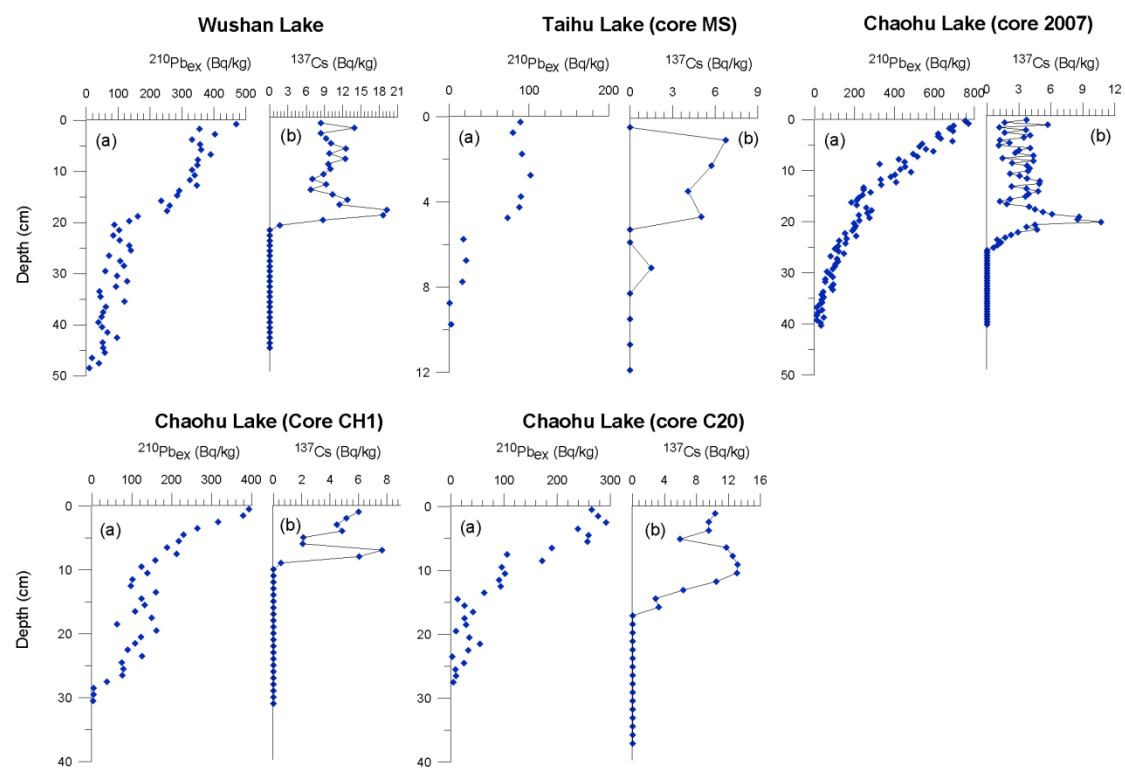 Wushan Lake
Taihu Lake (core MS)
Chaohu Lake (core 2007)
²¹⁰Pbex (Bq/kg)
¹³⁷Cs (Bq/kg)
²¹⁰Pbex (Bq/kg)
¹³⁷Cs (Bq/kg)
²¹⁰Pbex (Bq/kg)
¹³⁷Cs (Bq/kg)
0 100 200 300 400 500
0 3 6 9 12 15 18 21
0 200
0 3 6 9
0 200 400 600 800
0 3 6 9 12
0
10
20
30
40
50
Depth (cm)
(a)
(b)
0
4
8
12
(a)
(b)
0
10
20
30
40
50
(a)
(b)
Chaohu Lake (Core CH1)
Chaohu Lake (core C20)
²¹⁰Pbex (Bq/kg)
¹³⁷Cs (Bq/kg)
²¹⁰Pbex (Bq/kg)
¹³⁷Cs (Bq/kg)
0 100 200 300 400
0 2 4 6 8
0 100 200 300
0 4 8 12 16
0
10
20
30
40
Depth (cm)
(a)
(b)
0
10
20
30
40
(a)
(b)